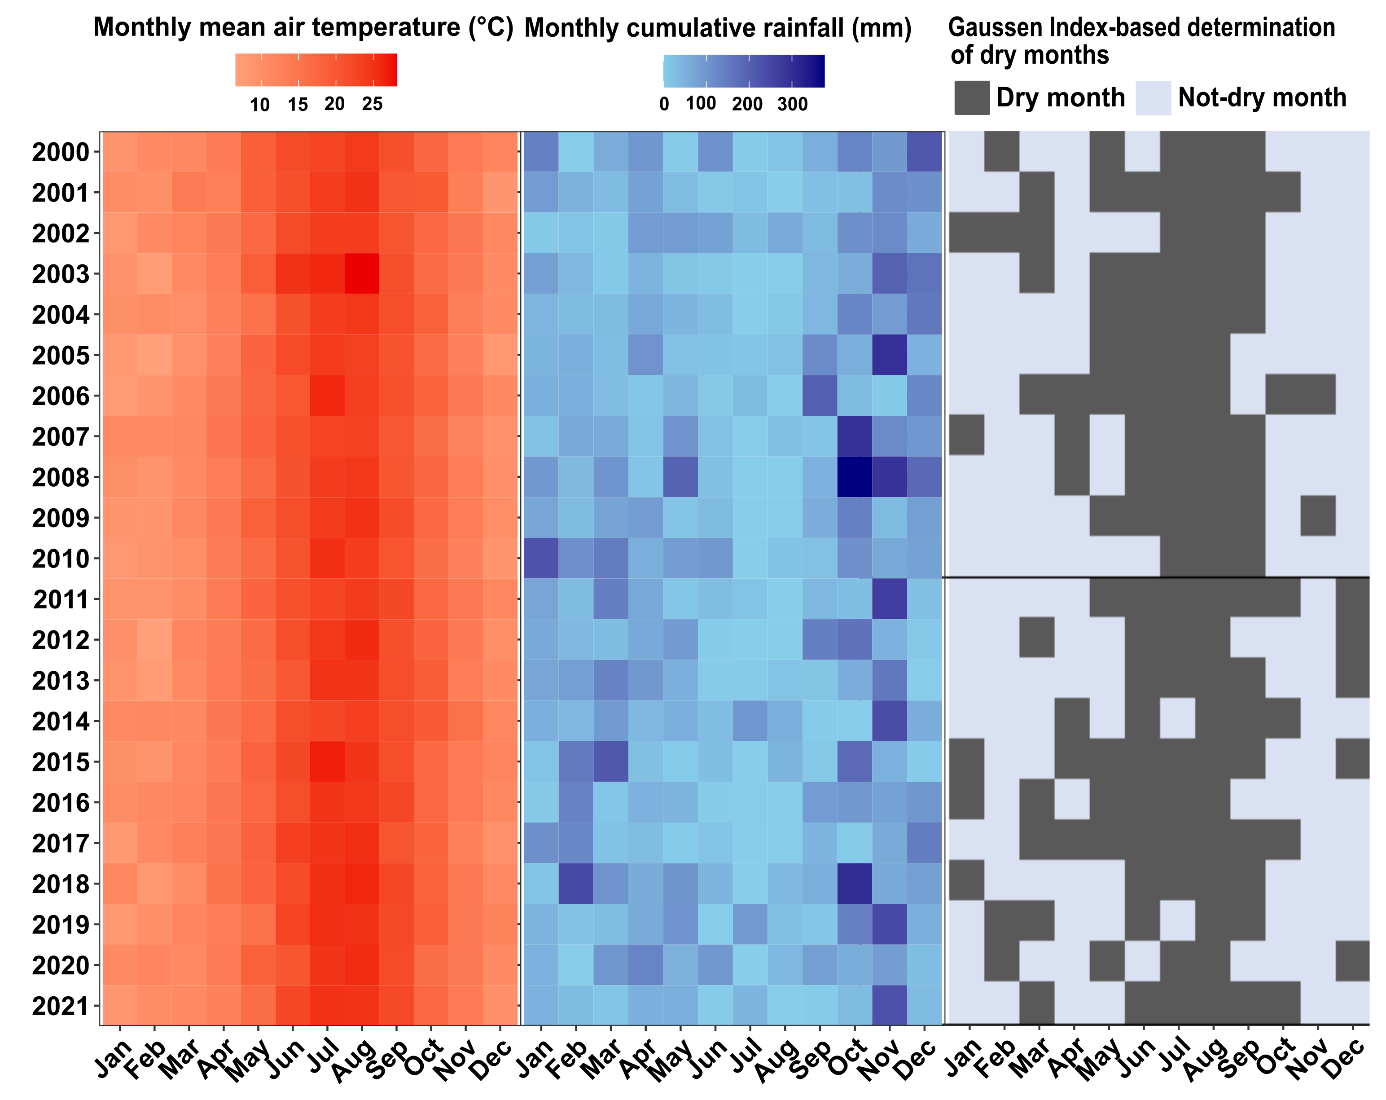 Monthly mean air temperature (°C)
10 15 20 25
Monthly cumulative rainfall (mm)
0 100 200 300
Gaussen Index-based determination
of dry months
Dry month Not-dry month
2000
2001
2002
2003
2004
2005
2006
2007
2008
2009
2010
2011
2012
2013
2014
2015
2016
2017
2018
2019
2020
2021
Jan Feb Mar Apr May Jun Jul Aug Sep Oct Nov Dec
Jan Feb Mar Apr May Jun Jul Aug Sep Oct Nov Dec
Jan Feb Mar Apr May Jun Jul Aug Sep Oct Nov Dec